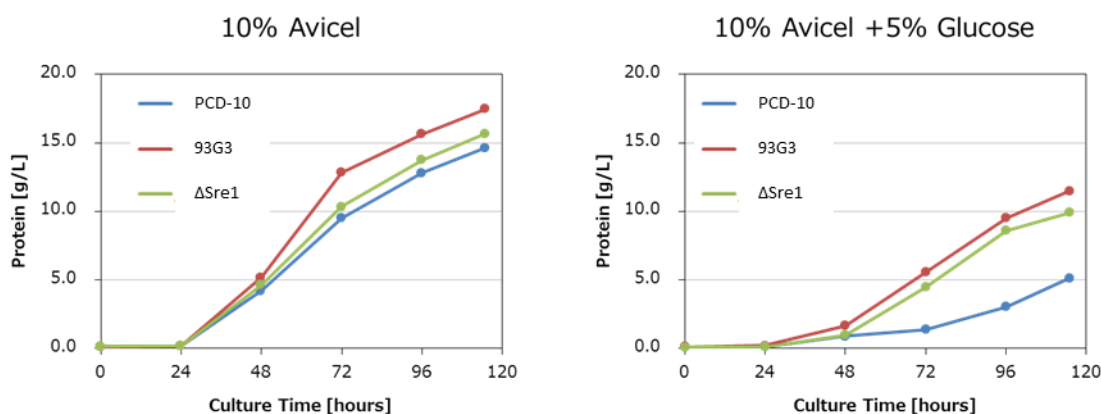 10% Avicel
20.0
15.0
10.0
5.0
0.0
Protein [g/L]
PCD-10
93G3
ΔSre1
0 24 48 72 96 120
Culture Time [hours]
10% Avicel +5% Glucose
20.0
15.0
10.0
5.0
0.0
Protein [g/L]
PCD-10
93G3
ΔSre1
0 24 48 72 96 120
Culture Time [hours]